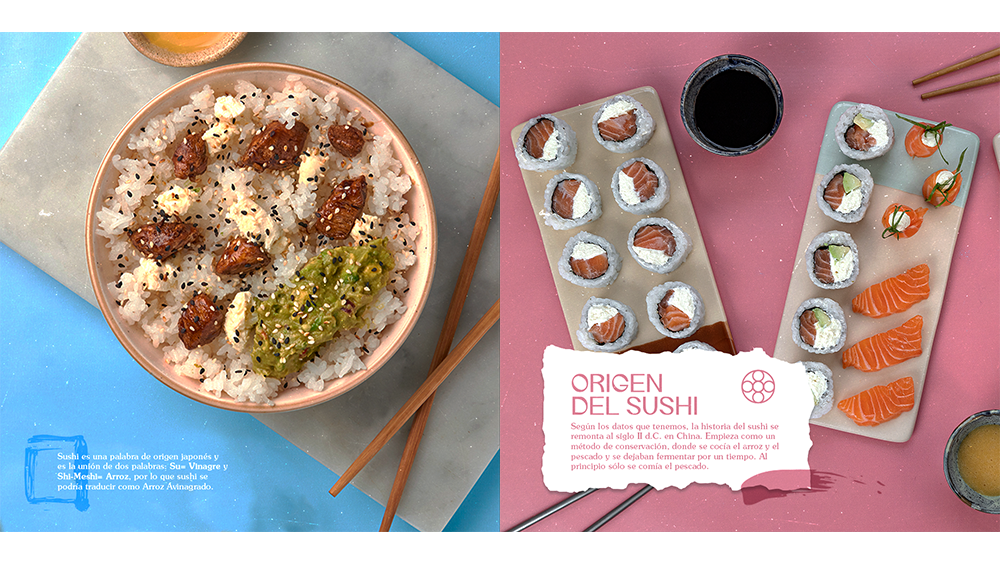 Sushi es una palabra de origen japonés y
es la unión de dos palabras; Su= Vinagre y
Shi-Meshi= Arroz, por lo que sushi se
podría traducir como Arroz Avinagrado.
ORIGEN
DEL SUSHI
Según los datos que tenemos, la historia del sushi se
remonta al siglo II d.C. en China. Empieza como un
método de conservación, donde se cocía el arroz y el
pescado y se dejaban fermentar por un tiempo. Al
principio sólo se comía el pescado.